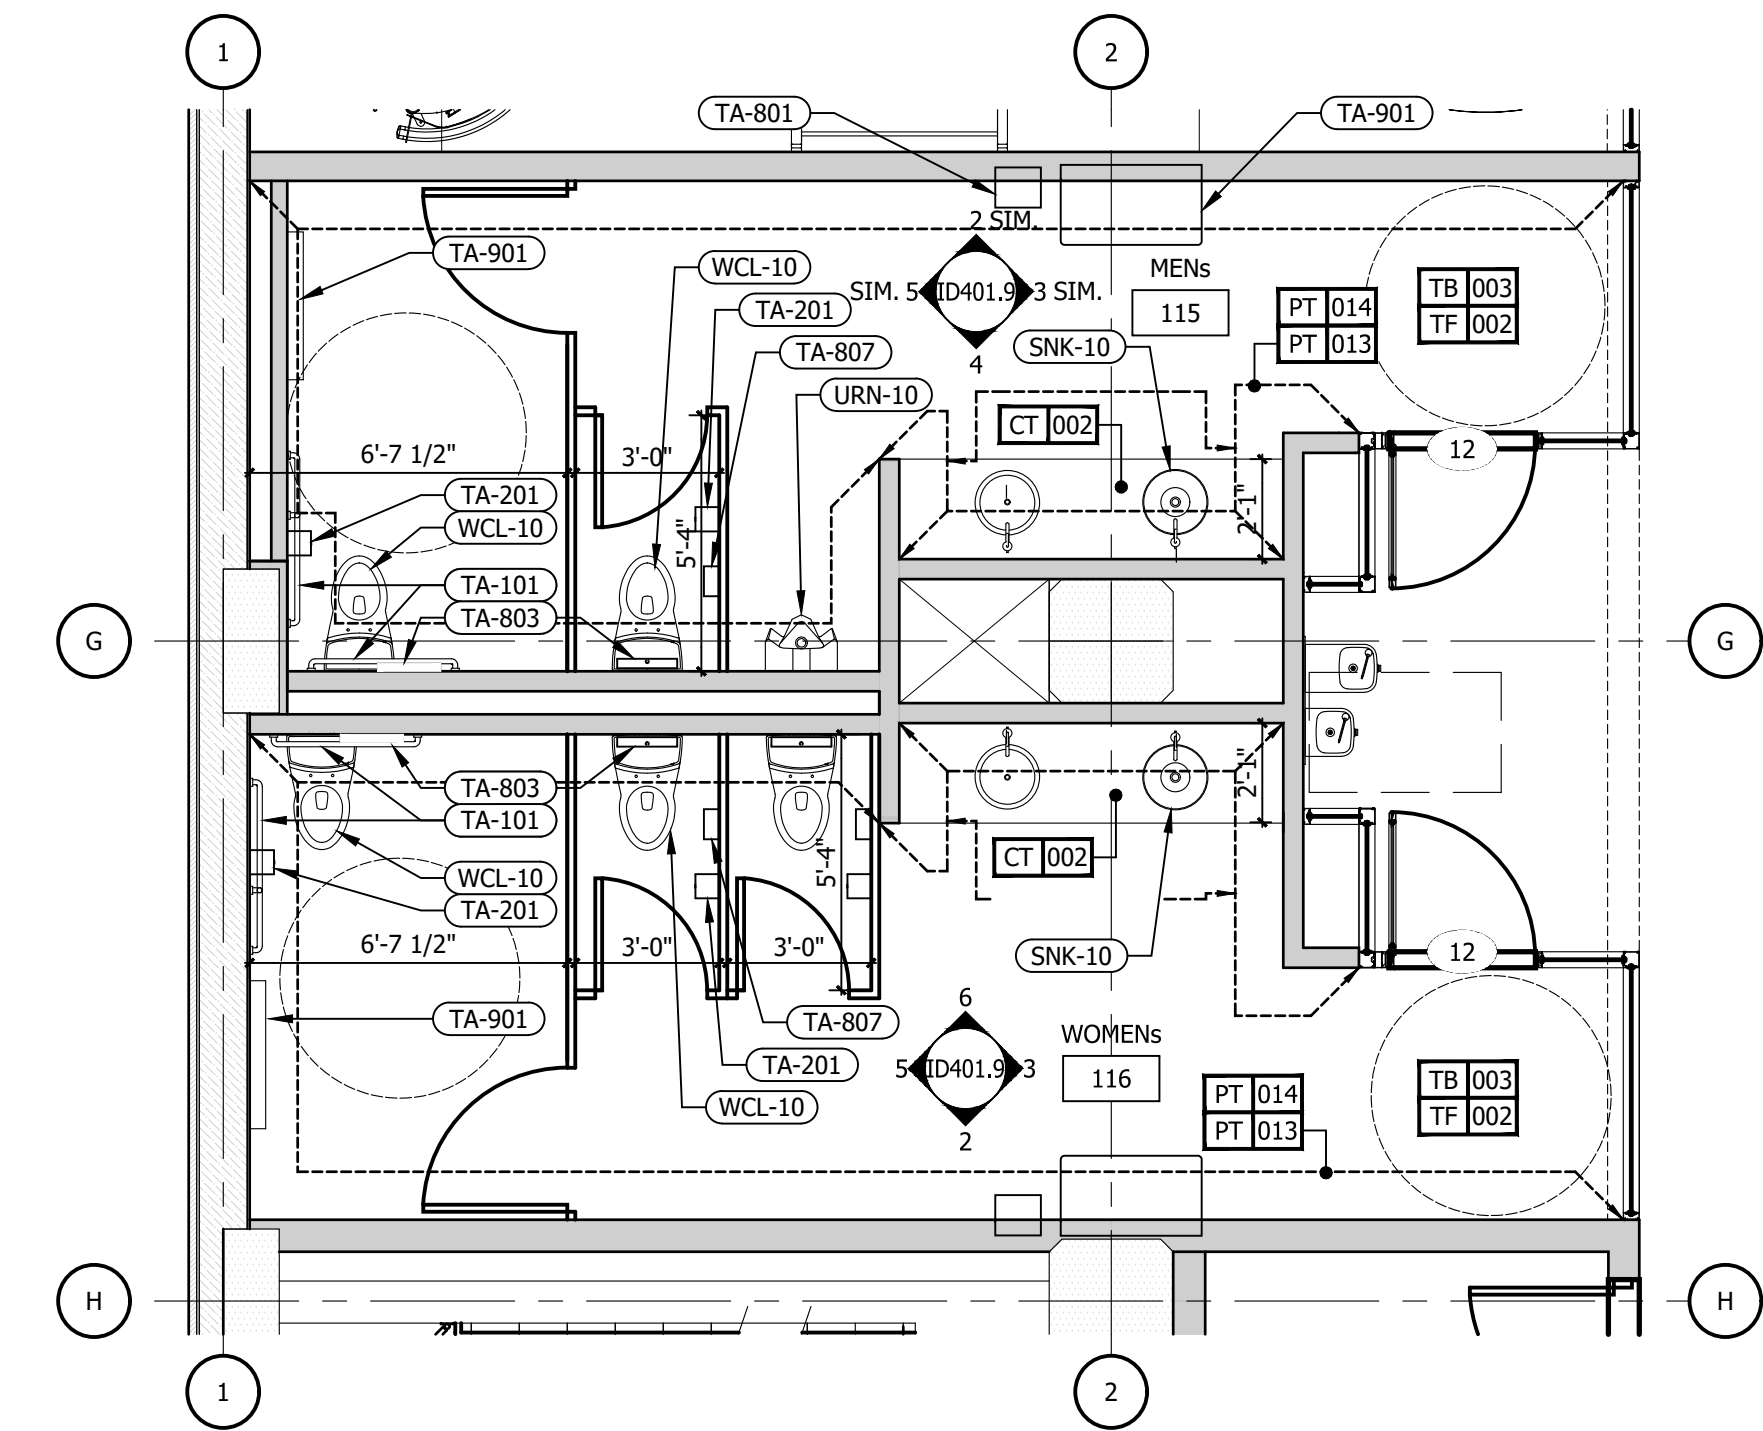 1
2
TA-801
TA-901
2 SIM.
TA-901
WCL-10
MENs
115
SIM. 5
ID401.9
3 SIM.
4
TB 003
TF 002
PT 014
PT 013
TA-201
TA-807
SNK-10
URN-10
CT 002
12
6'-7 1/2"
3'-0"
TA-201
WCL-10
5'-4"
2'-1"
TA-101
TA-803
G
G
TA-803
TA-101
2'-1"
5'-4"
CT 002
WCL-10
TA-201
6'-7 1/2"
3'-0"
3'-0"
SNK-10
12
TA-901
TA-807
6
WOMENs
116
TA-201
5
ID401.9
3
2
WCL-10
PT 014
PT 013
TB 003
TF 002
H
H
1
2